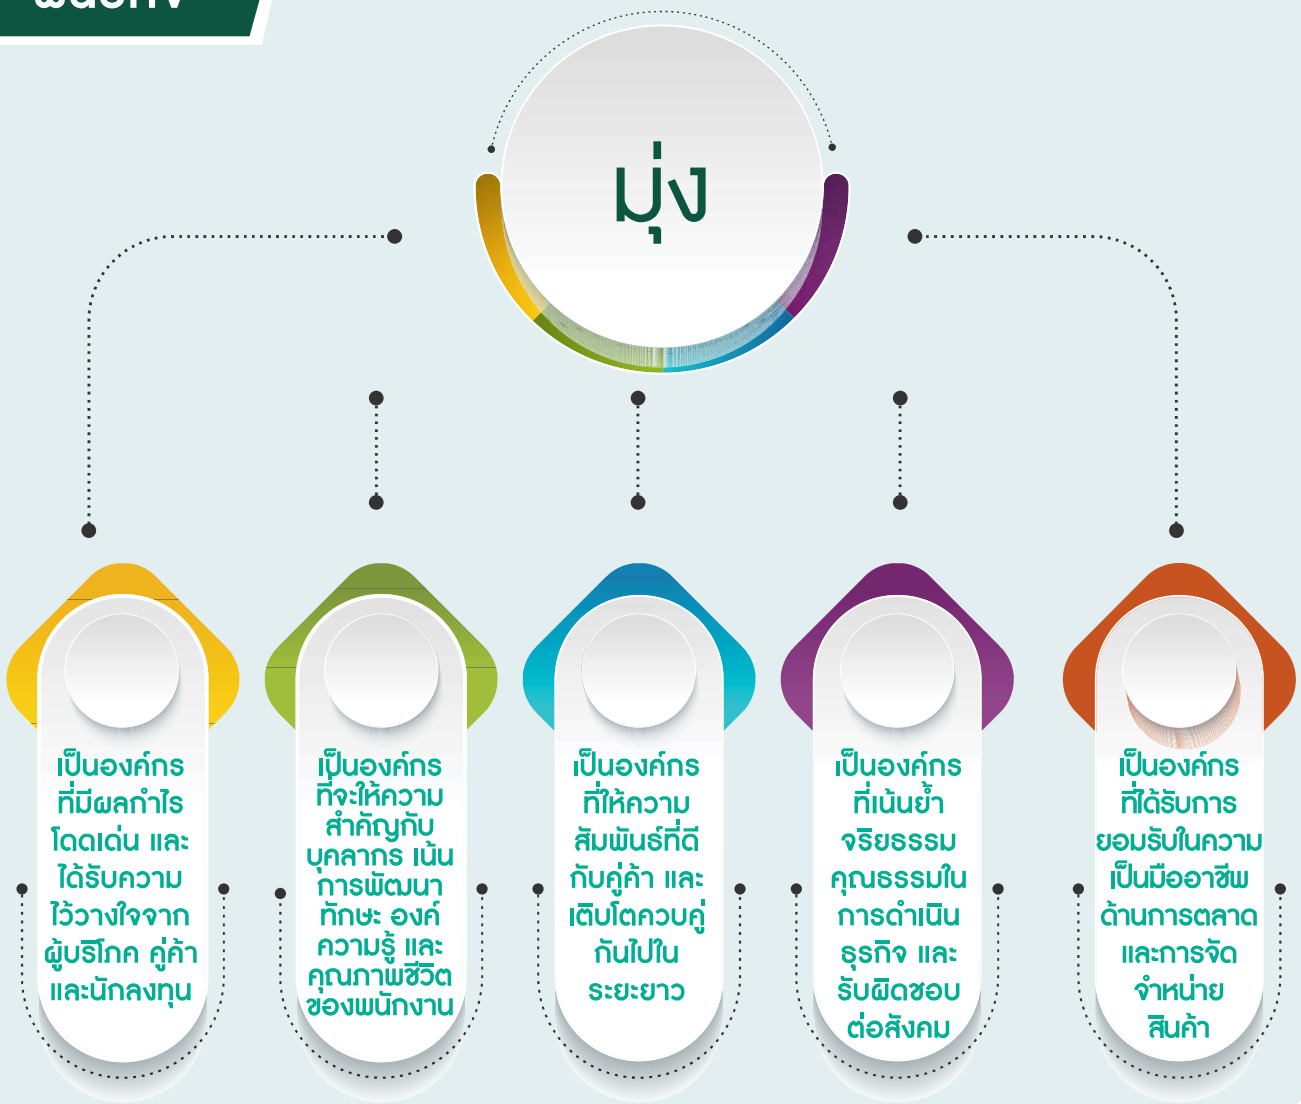 พันธกิจ
มุ่ง
เป็นองค์กร
ที่มีผลกำไร
โดดเด่น และ
ได้รับความ
ไว้วางใจจาก
ผู้บริโภค คู่ค้า
และนักลงทุน
เป็นองค์กร
ที่จะให้ความ
สำคัญกับ
บุคลากร เน้น
การพัฒนา
ทักษะ องค์
ความรู้ และ
คุณภาพชีวิต
ของพนักงาน
เป็นองค์กร
ที่ให้ความ
สัมพันธ์ที่ดี
กับคู่ค้า และ
เติบโตควบคู่
กันไปใน
ระยะยาว
เป็นองค์กร
ที่เน้นย้ำ
จริยธรรม
คุณธรรมใน
การดำเนิน
ธุรกิจ และ
รับผิดชอบ
ต่อสังคม
เป็นองค์กร
ที่ได้รับการ
ยอมรับในความ
เป็นมืออาชีพ
ด้านการตลาด
และการจัด
จำหน่าย
สินค้า